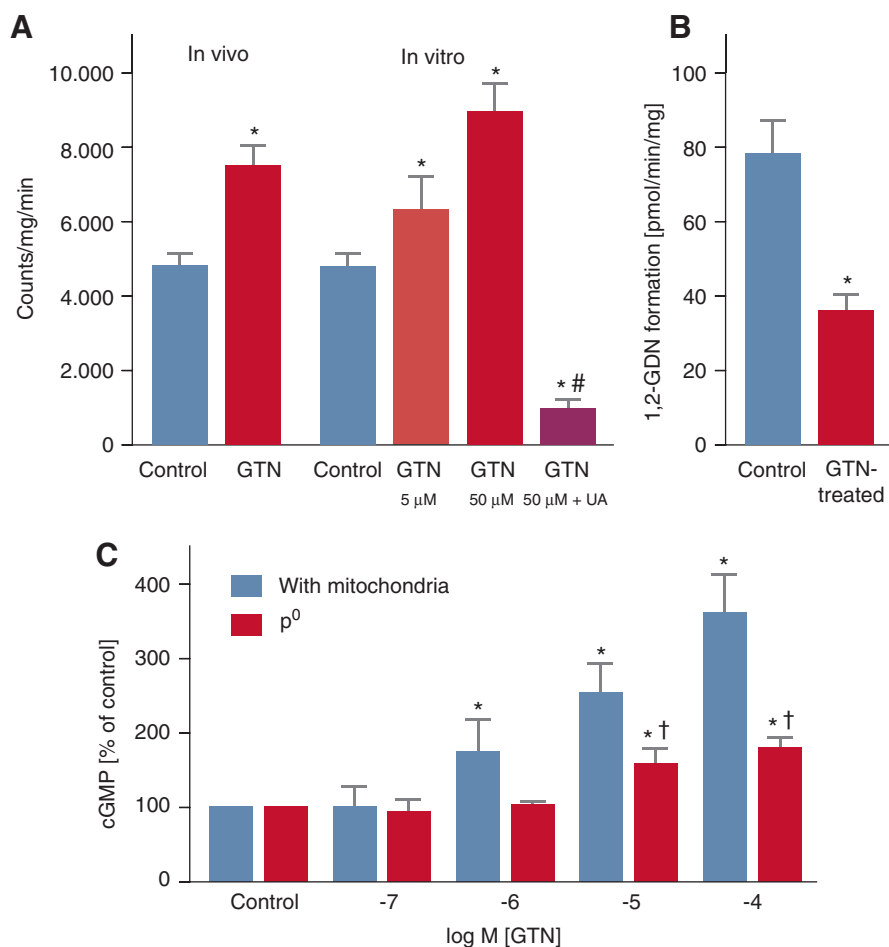 A
In vivo
In vitro
Counts/mg/min
10.000
8.000
6.000
4.000
2.000
0
*
*
*
* #
Control
GTN
Control
GTN
5 μM
GTN
50 μM
GTN
50 μM + UA
B
1,2-GDN formation [pmol/min/mg]
100
80
60
40
20
0
*
Control
GTN-
treated
C
With mitochondria
p⁰
cGMP [% of control]
400
300
200
100
0
*
*
* †
*
* †
Control
-7
-6
-5
-4
log M [GTN]